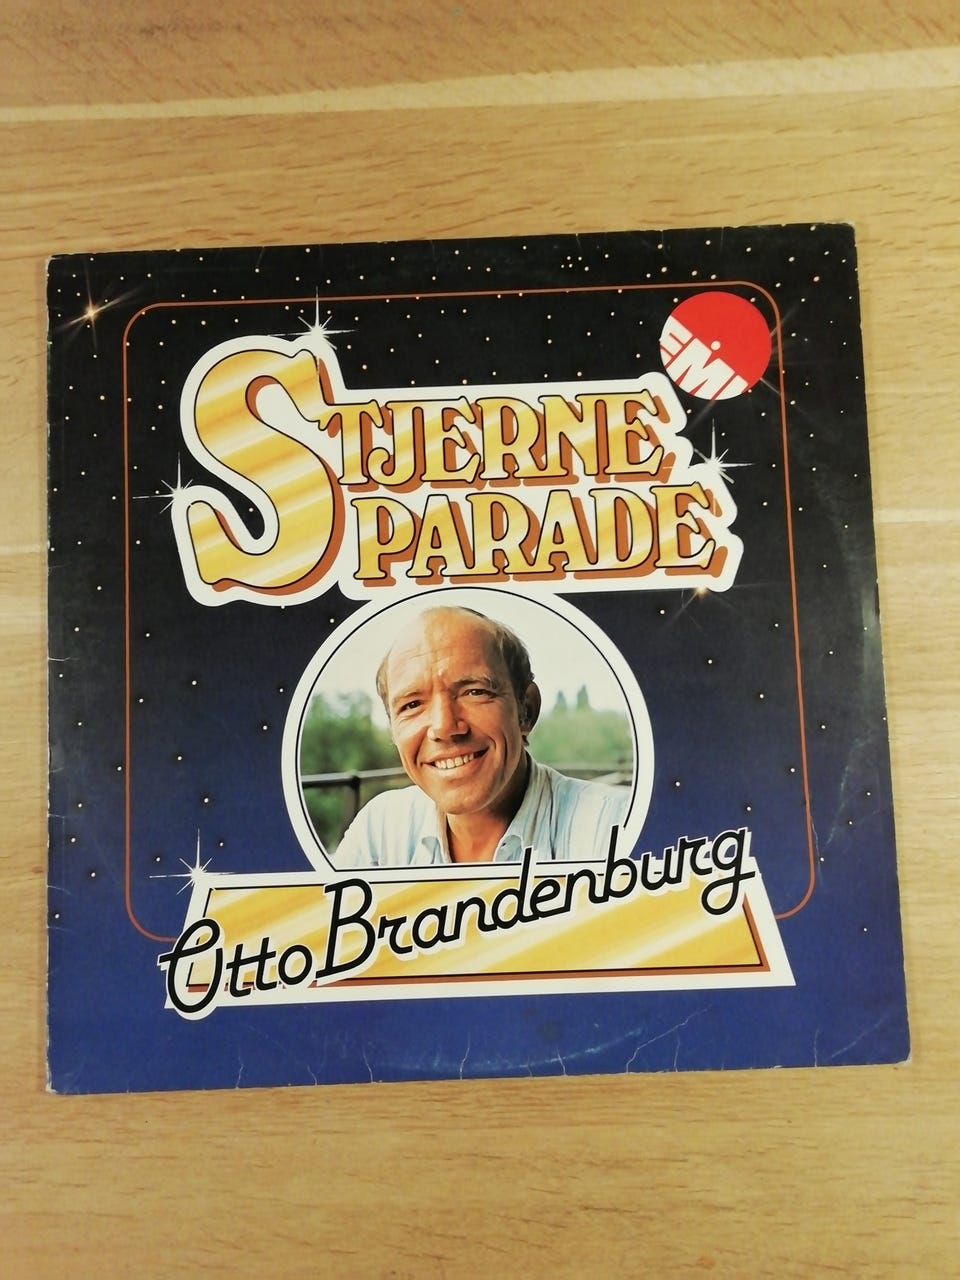 EMI
STJERNE
PARADE
Otto Brandenburg